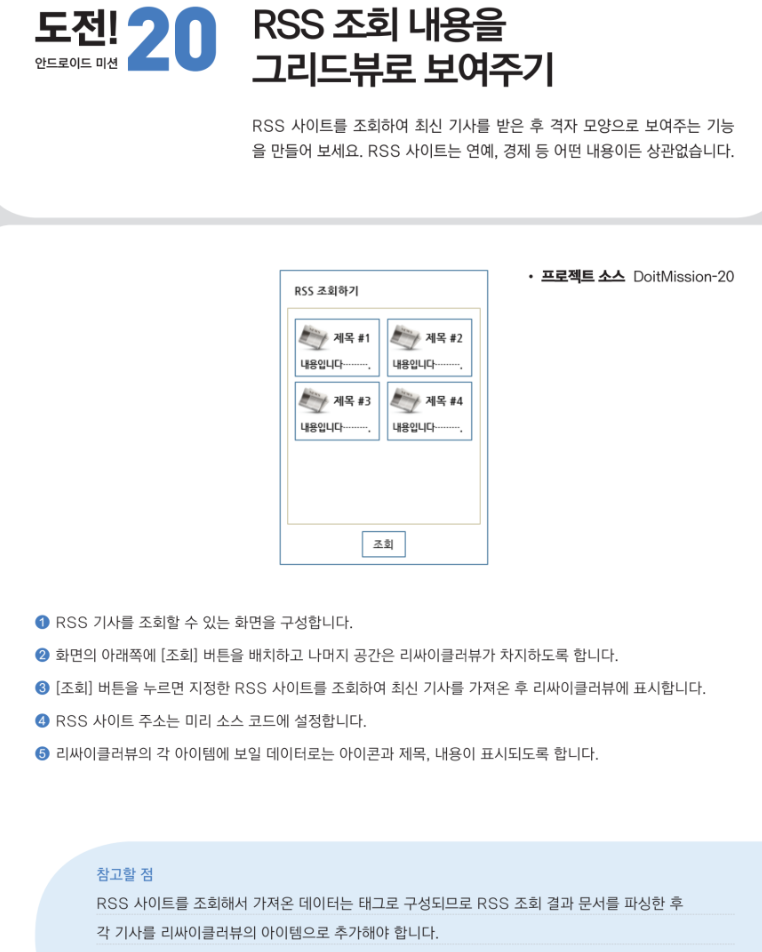 도전! 20
안드로이드 미션
RSS 조회 내용을
그리드뷰로 보여주기
RSS 사이트를 조회하여 최신 기사를 받은 후 격자 모양으로 보여주는 기능
을 만들어 보세요. RSS 사이트는 연예, 경제 등 어떤 내용이든 상관없습니다.
• 프로젝트 소스 DoitMission-20
RSS 조회하기
제목 #1
내용입니다·········.
제목 #2
내용입니다·········.
제목 #3
내용입니다·········.
제목 #4
내용입니다·········.
조회
❶ RSS 기사를 조회할 수 있는 화면을 구성합니다.
❷ 화면의 아래쪽에 [조회] 버튼을 배치하고 나머지 공간은 리싸이클러뷰가 차지하도록 합니다.
❸ [조회] 버튼을 누르면 지정한 RSS 사이트를 조회하여 최신 기사를 가져온 후 리싸이클러뷰에 표시합니다.
❹ RSS 사이트 주소는 미리 소스 코드에 설정합니다.
❺ 리싸이클러뷰의 각 아이템에 보일 데이터로는 아이콘과 제목, 내용이 표시되도록 합니다.
참고할 점
RSS 사이트를 조회해서 가져온 데이터는 태그로 구성되므로 RSS 조회 결과 문서를 파싱한 후
각 기사를 리싸이클러뷰의 아이템으로 추가해야 합니다.